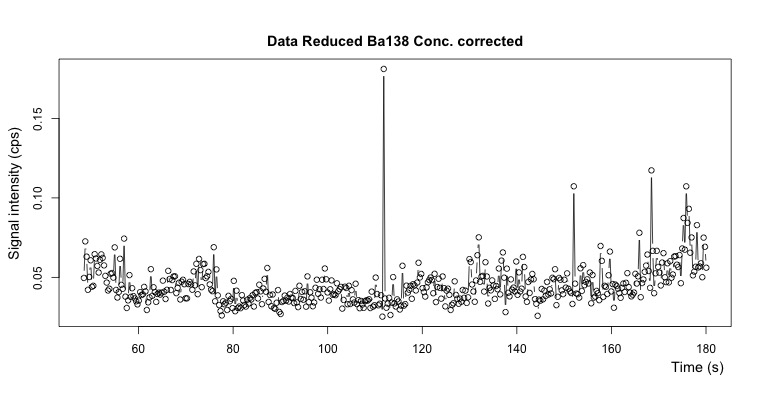 Data Reduced Ba138 Conc. corrected
Signal intensity (cps)
0.15
0.10
0.05
60 80 100 120 140 160 180
Time (s)